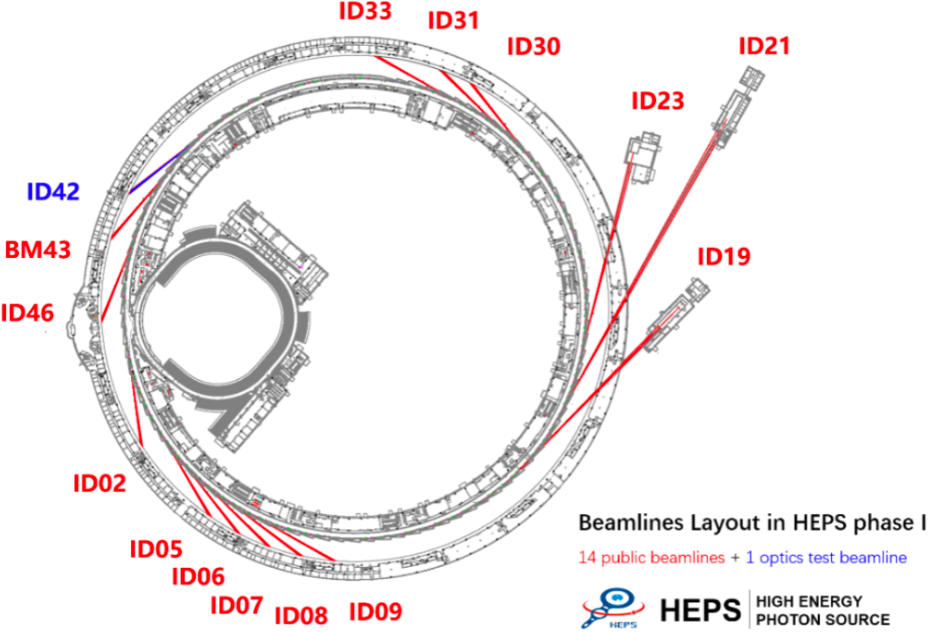 ID33
ID31
ID30
ID21
ID23
ID42
BM43
ID19
ID46
ID02
ID05
ID06
ID07
ID08
ID09
Beamlines Layout in HEPS phase I
14 public beamlines + 1 optics test beamline
HEPS
HEPS
HIGH ENERGY
PHOTON SOURCE